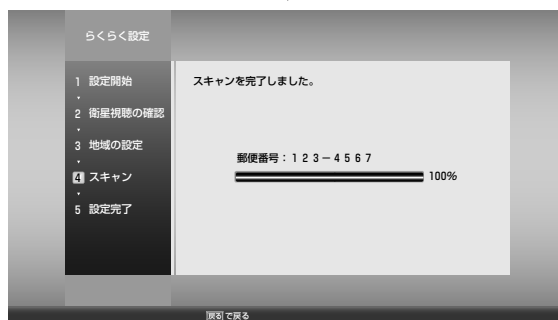 らくらく設定
1 設定開始
2 衛星視聴の確認
3 地域の設定
4 スキャン
5 設定完了
スキャンを完了しました。
郵便番号：１２３－４５６７
100%
戻る で戻る